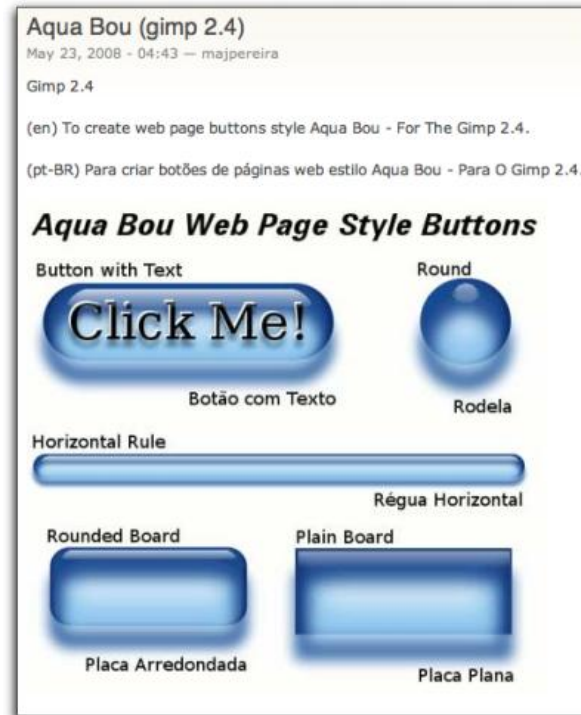 Aqua Bou (gimp 2.4)
May 23, 2008 - 04:43 — majpereira
Gimp 2.4
(en) To create web page buttons style Aqua Bou - For The Gimp 2.4.
(pt-BR) Para criar botões de páginas web estilo Aqua Bou - Para O Gimp 2.4.
Aqua Bou Web Page Style Buttons
Button with Text
Round
Click Me!
Botão com Texto
Rodela
Horizontal Rule
Régua Horizontal
Rounded Board
Plain Board
Placa Arredondada
Placa Plana